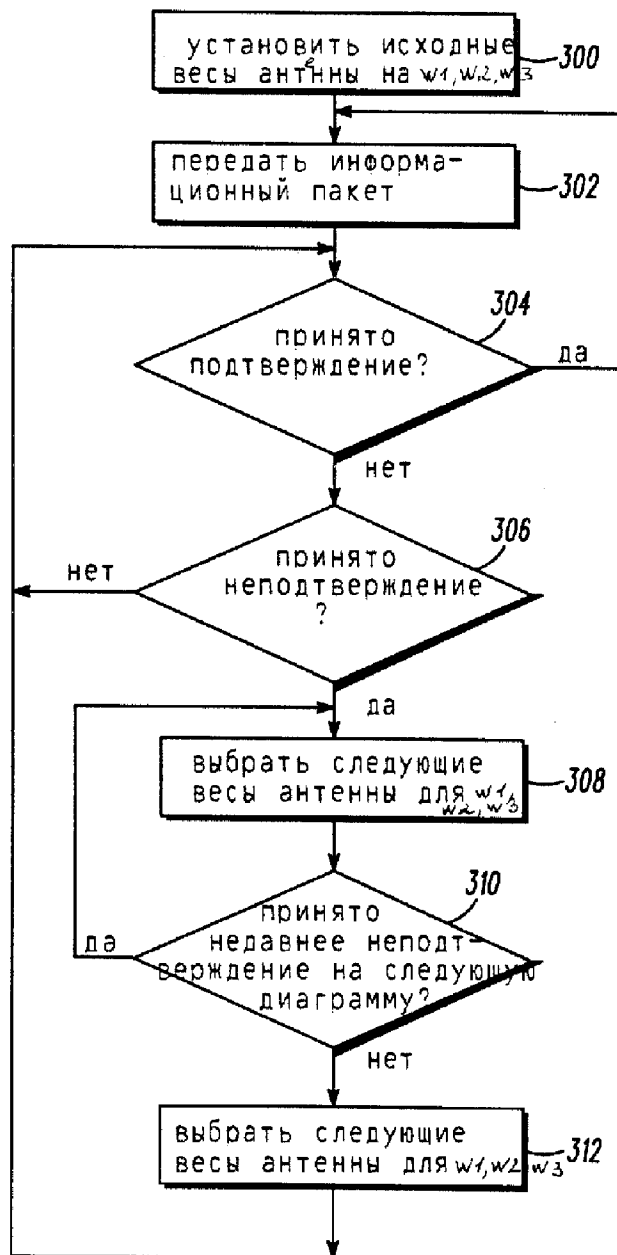 установить исходные
весы антенны на w1, w2, w3
300
передать информа-
ционный пакет
302
304
принято
подтверждение?
да
нет
306
принято
неподтверждение
?
нет
да
выбрать следующие
весы антенны для w1,
w2, w3
308
310
принято
недавнее неподт-
верждение на следующую
диаграмму?
да
нет
выбрать следующие
весы антенны для w1, w2 w3
312